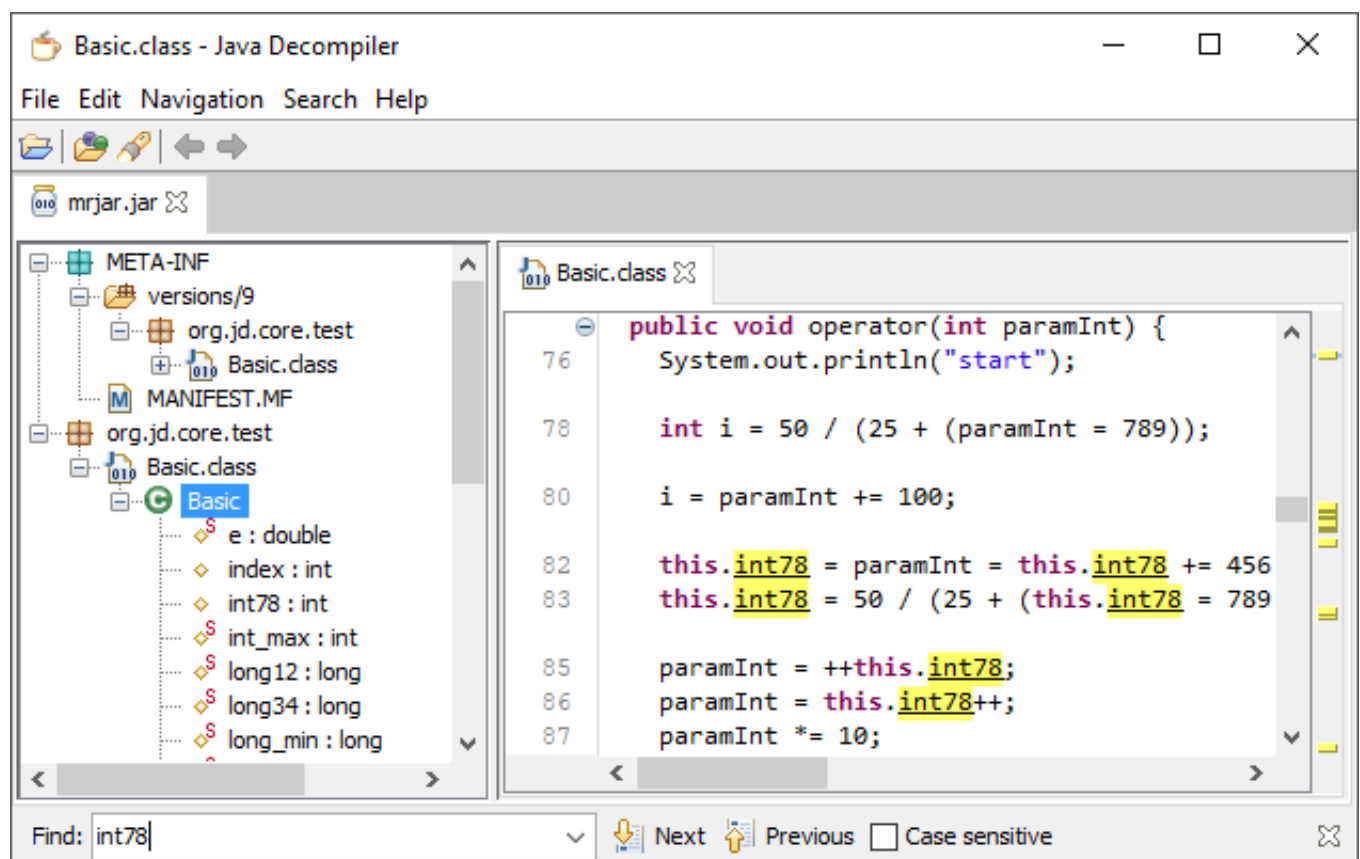 Basic.class - Java Decompiler
File Edit Navigation Search Help
mrjar.jar
META-INF
versions/9
org.jd.core.test
Basic.class
MANIFEST.MF
org.jd.core.test
Basic.class
Basic
e : double
index : int
int78 : int
int_max : int
long12 : long
long34 : long
long_min : long
Basic.class
public void operator(int paramInt) {
76 System.out.println("start");
78 int i = 50 / (25 + (paramInt = 789));
80 i = paramInt += 100;
82 this.int78 = paramInt = this.int78 += 456
83 this.int78 = 50 / (25 + (this.int78 = 789
85 paramInt = ++this.int78;
86 paramInt = this.int78++;
87 paramInt *= 10;
Find: int78 Next Previous Case sensitive